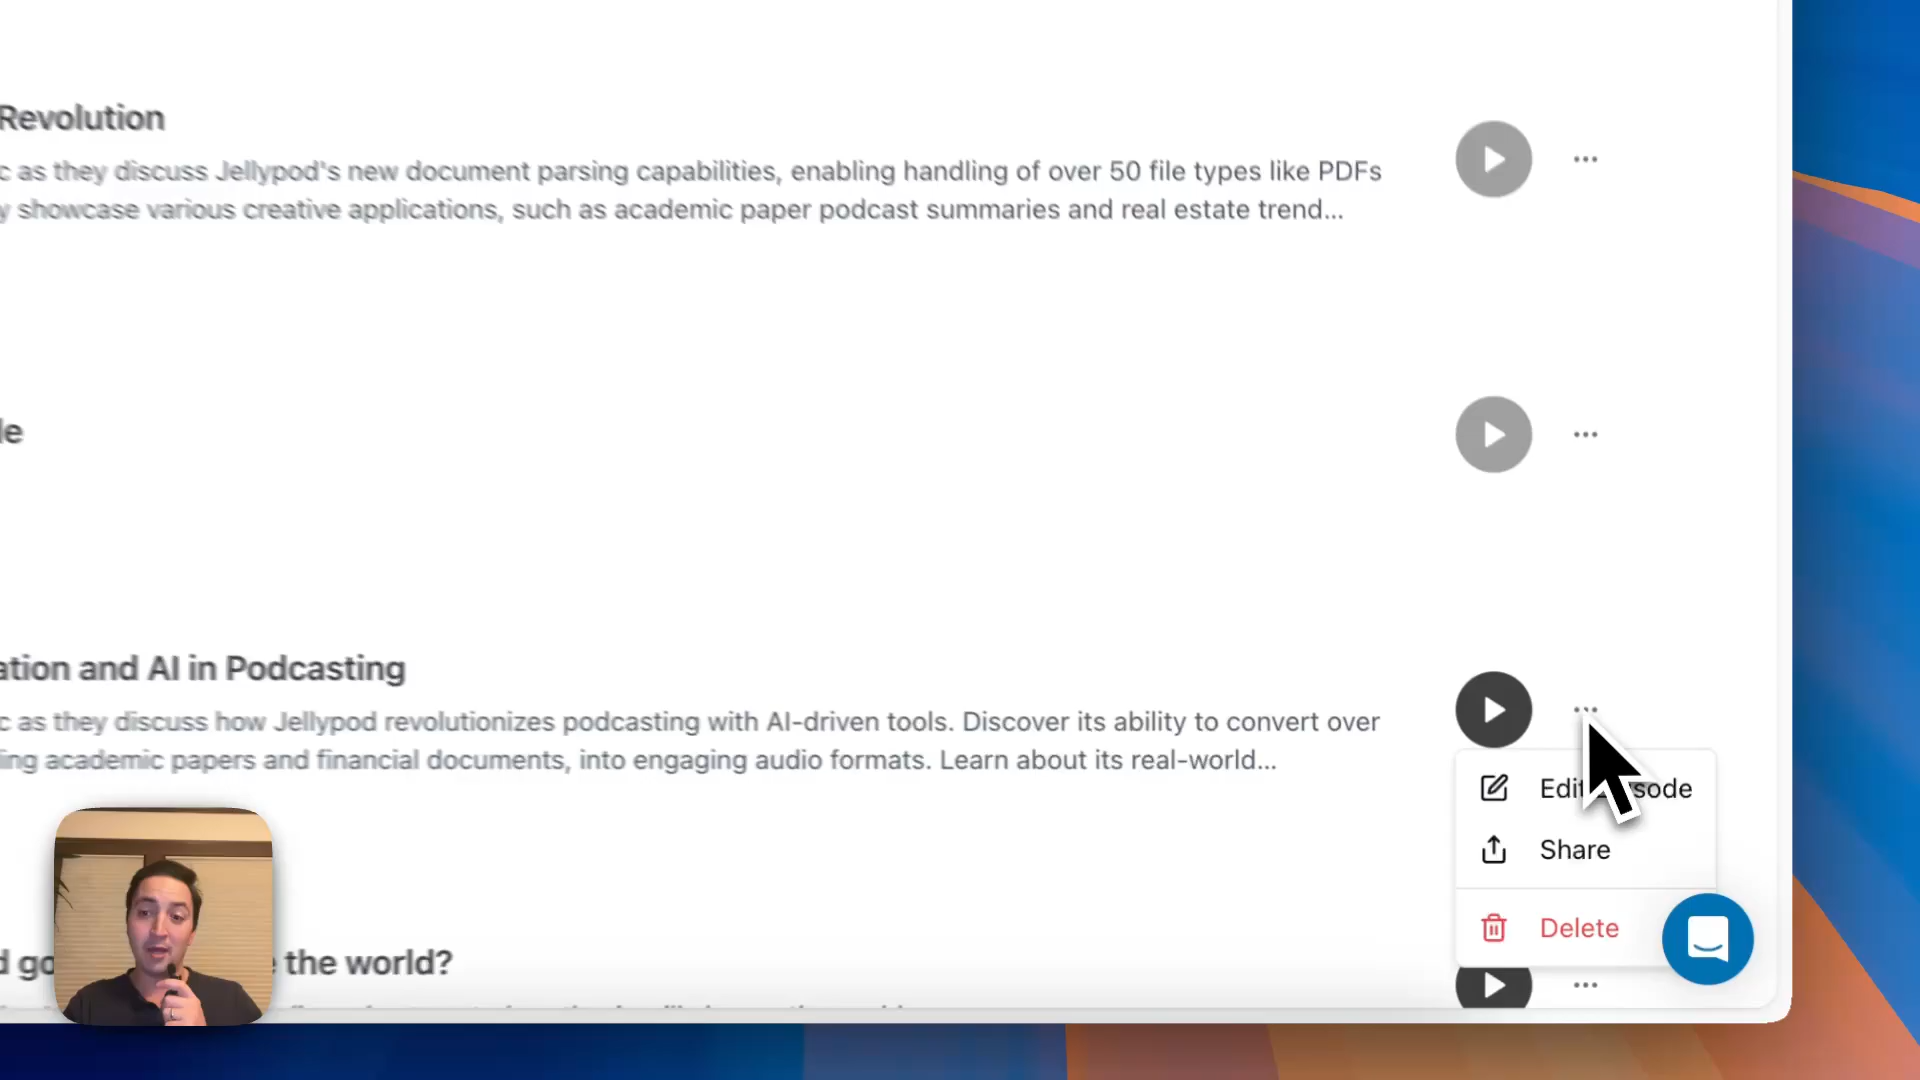 Revolution
c as they discuss Jellypod's new document parsing capabilities, enabling handling of over 50 file types like PDFs
y showcase various creative applications, such as academic paper podcast summaries and real estate trend...
le
ation and AI in Podcasting
c as they discuss how Jellypod revolutionizes podcasting with AI-driven tools. Discover its ability to convert over
ing academic papers and financial documents, into engaging audio formats. Learn about its real-world...
Edit
Share
Delete
d go
the world?